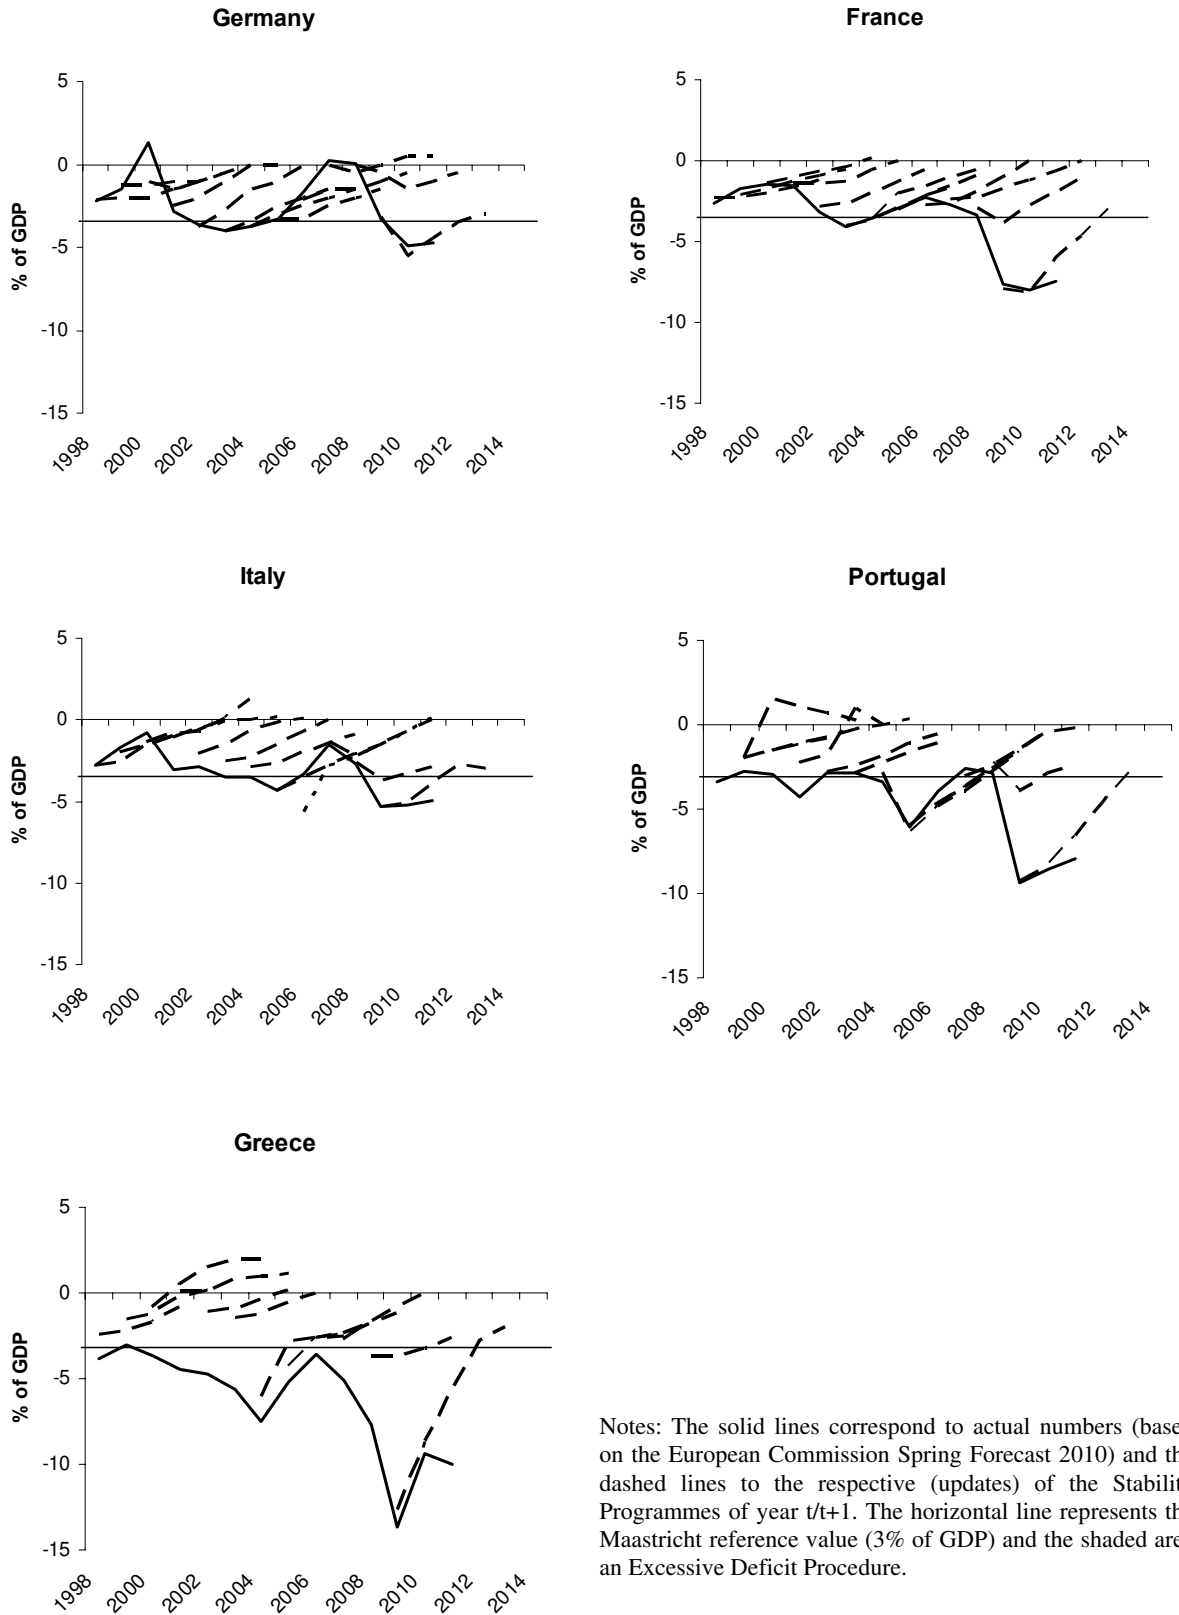 Germany
5
0
-5
-10
-15
% of GDP
1998 2000 2002 2004 2006 2008 2010 2012 2014
France
5
0
-5
-10
-15
% of GDP
1998 2000 2002 2004 2006 2008 2010 2012 2014
Italy
5
0
-5
-10
-15
% of GDP
1998 2000 2002 2004 2006 2008 2010 2012 2014
Portugal
5
0
-5
-10
-15
% of GDP
1998 2000 2002 2004 2006 2008 2010 2012 2014
Greece
5
0
-5
-10
-15
% of GDP
1998 2000 2002 2004 2006 2008 2010 2012 2014
Notes: The solid lines correspond to actual numbers (base
on the European Commission Spring Forecast 2010) and th
dashed lines to the respective (updates) of the Stabilit
Programmes of year t/t+1. The horizontal line represents th
Maastricht reference value (3% of GDP) and the shaded are
an Excessive Deficit Procedure.